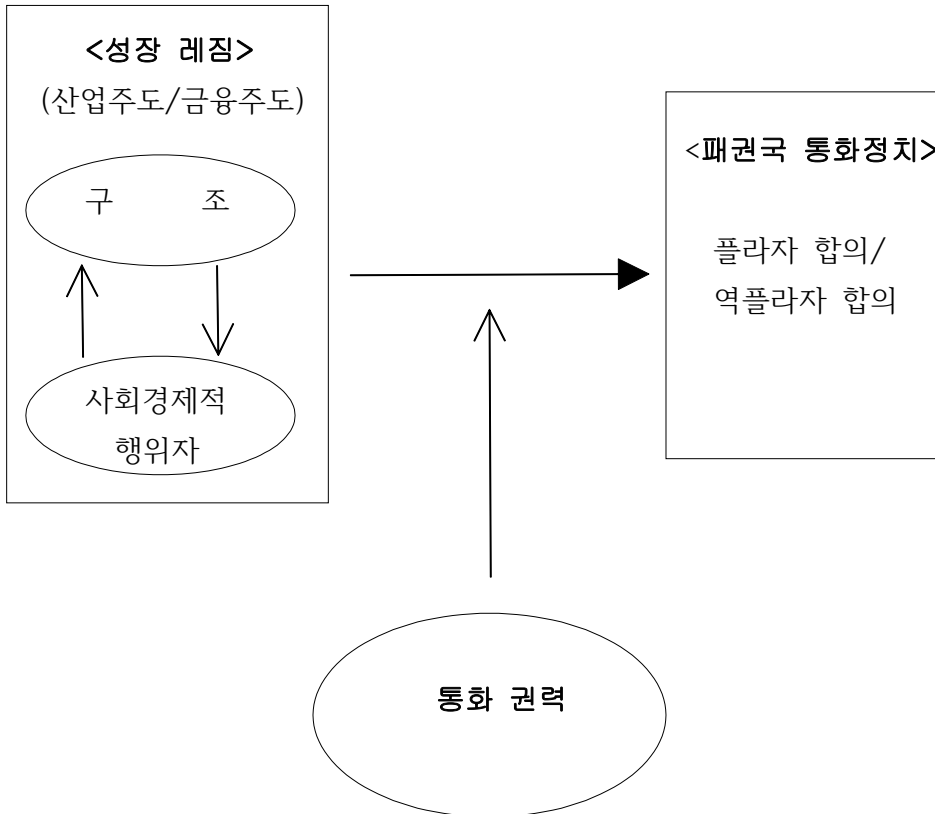 <성장 레짐>
(산업주도/금융주도)
구 조
사회경제적
행위자
<패권국 통화정치>
플라자 합의/
역플라자 합의
통화 권력